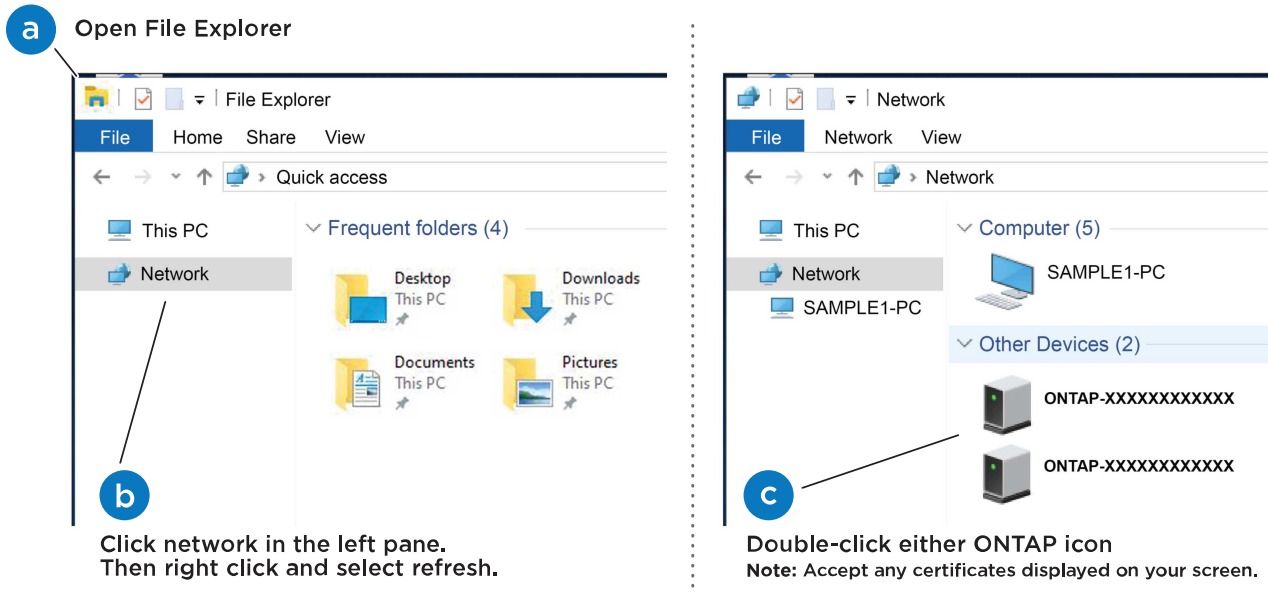 a
Open File Explorer
File Explorer
File Home Share View
Quick access
This PC
Network
Frequent folders (4)
Desktop
This PC
Downloads
This PC
Documents
This PC
Pictures
This PC
b
Click network in the left pane.
Then right click and select refresh.
Network
File Network View
Network
This PC
Network
SAMPLE1-PC
Computer (5)
SAMPLE1-PC
Other Devices (2)
ONTAP-XXXXXXXXXXXX
ONTAP-XXXXXXXXXXXX
c
Double-click either ONTAP icon
Note: Accept any certificates displayed on your screen.